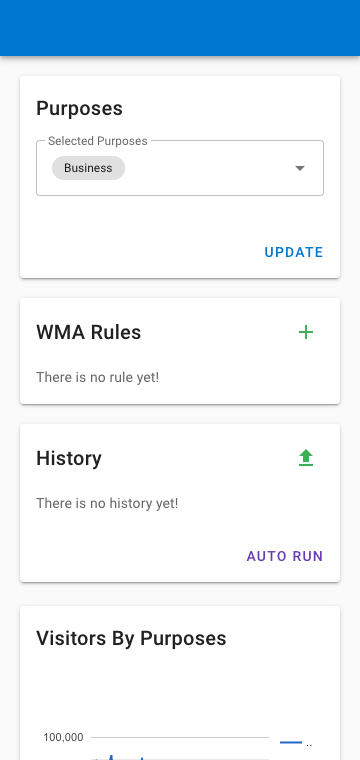 Purposes
Selected Purposes
Business
UPDATE
WMA Rules
There is no rule yet!
History
There is no history yet!
AUTO RUN
Visitors By Purposes
100,000
..